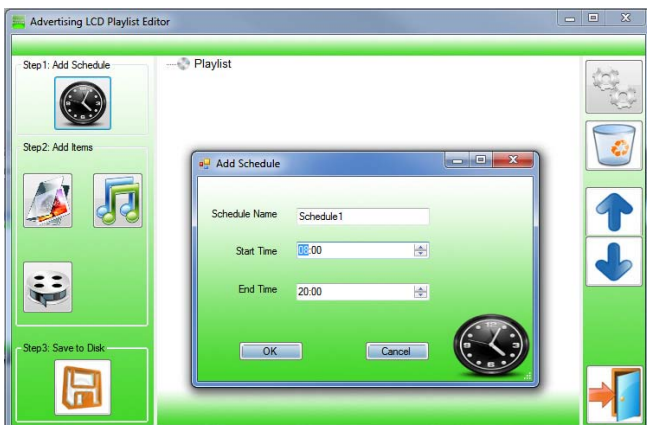 Advertising LCD Playlist Editor
Step1: Add Schedule
Playlist
Step2: Add Items
Add Schedule
Schedule Name
Schedule1
Start Time
08:00
End Time
20:00
OK
Cancel
Step3: Save to Disk